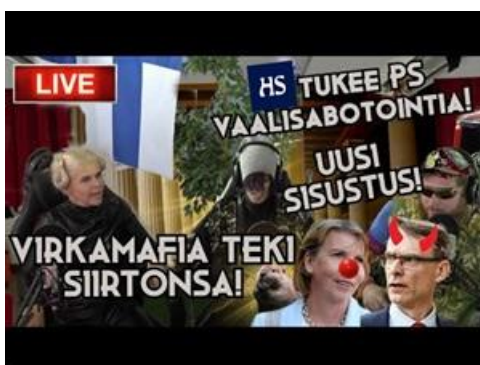 LIVE
HS TUKEE PS
VAALISABOTOINTIA!
UUSI
SISUSTUS!
VIRKAMAFIA TEKI
SIIRTONSA!